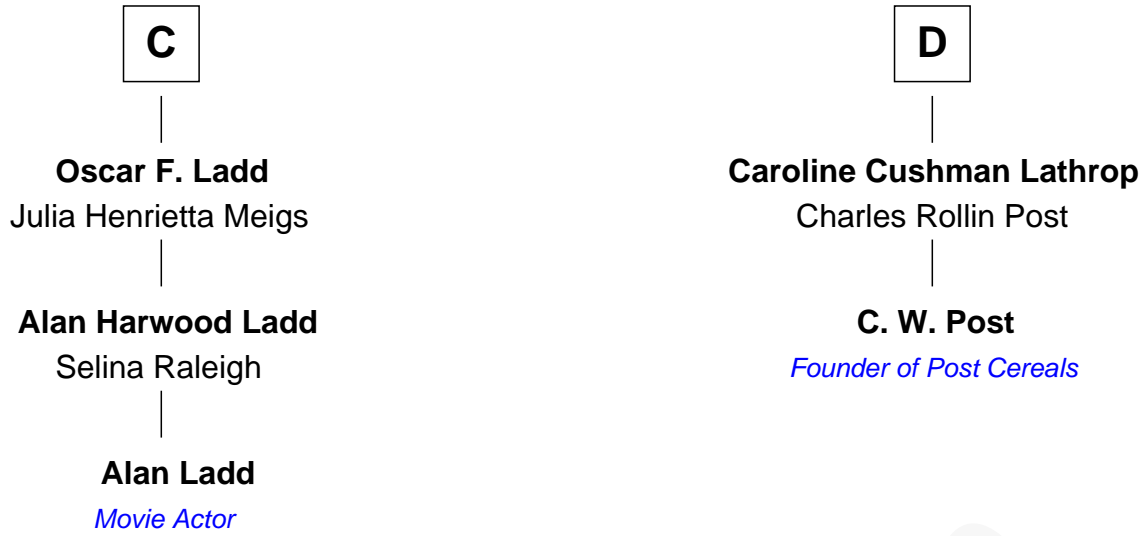 C
Oscar F. Ladd
Julia Henrietta Meigs
Alan Harwood Ladd
Selina Raleigh
Alan Ladd
Movie Actor
D
Caroline Cushman Lathrop
Charles Rollin Post
C. W. Post
Founder of Post Cereals